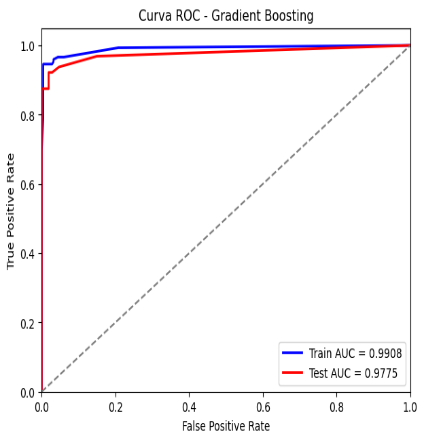 Curva ROC - Gradient Boosting
True Positive Rate
1.0
0.8
0.6
0.4
0.2
0.0
0.0 0.2 0.4 0.6 0.8 1.0
False Positive Rate
Train AUC = 0.9908
Test AUC = 0.9775